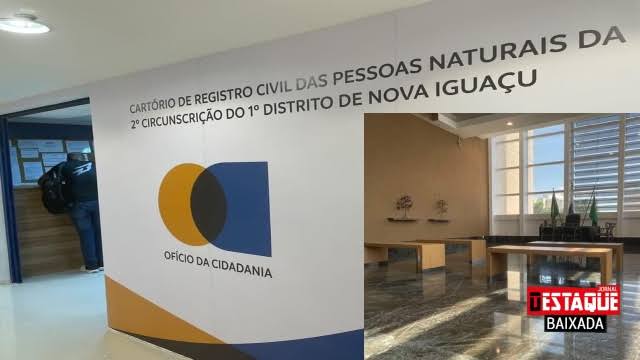 CARTÓRIO DE REGISTRO CIVIL DAS PESSOAS NATURAIS DA
2ª CIRCUNSCRIÇÃO DO 1º DISTRITO DE NOVA IGUAÇU
OFÍCIO DA CIDADANIA
JORNAL
DESTAQUE
BAIXADA